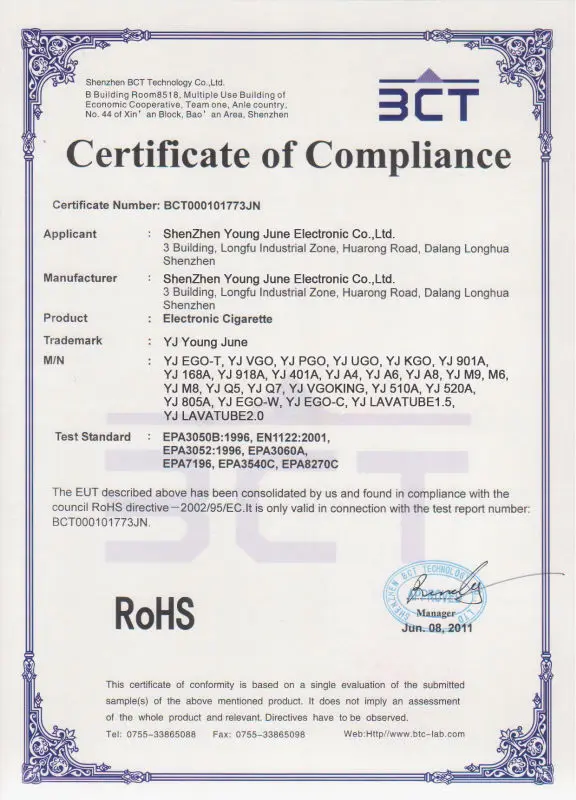 Shenzhen BCT Technology Co.,Ltd.
B Building Room8518, Multiple Use Building of
Economic Cooperative, Team one, Anle country,
No. 44 of Xin' an Block, Bao' an Area, Shenzhen
BCT
Certificate of Compliance
Certificate Number: BCT000101773JN
Applicant : ShenZhen Young June Electronic Co.,Ltd.
3 Building, Longfu Industrial Zone, Huarong Road, Dalang Longhua
Shenzhen
Manufacturer : ShenZhen Young June Electronic Co.,Ltd.
3 Building, Longfu Industrial Zone, Huarong Road, Dalang Longhua
Shenzhen
Product : Electronic Cigarette
Trademark : YJ Young June
M/N : YJ EGO-T, YJ VGO, YJ PGO, YJ UGO, YJ KGO, YJ 901A,
YJ 168A, YJ 918A, YJ 401A, YJ A4, YJ A6, YJ A8, YJ M9, M6,
YJ M8, YJ Q5, YJ Q7, YJ VGOKING, YJ 510A, YJ 520A,
YJ 805A, YJ EGO-W, YJ EGO-C, YJ LAVATUBE1.5,
YJ LAVATUBE2.0
Test Standard : EPA3050B:1996, EN1122:2001,
EPA3052:1996, EPA3060A,
EPA7196, EPA3540C, EPA8270C
The EUT described above has been consolidated by us and found in compliance with the
council RoHS directive－2002/95/EC.It is only valid in connection with the test report number:
BCT000101773JN.
BCT
RoHS
SHENZHEN BCT TECHNOLOGY CO., LTD
APPROVED
Manager
Jun. 08, 2011
This certificate of conformity is based on a single evaluation of the submitted
sample(s) of the above mentioned product. It does not imply an assessment
of the whole product and relevant. Directives have to be observed.
Tel: 0755-33865088 Fax: 0755-33865098 Web:Http//www.btc-lab.com